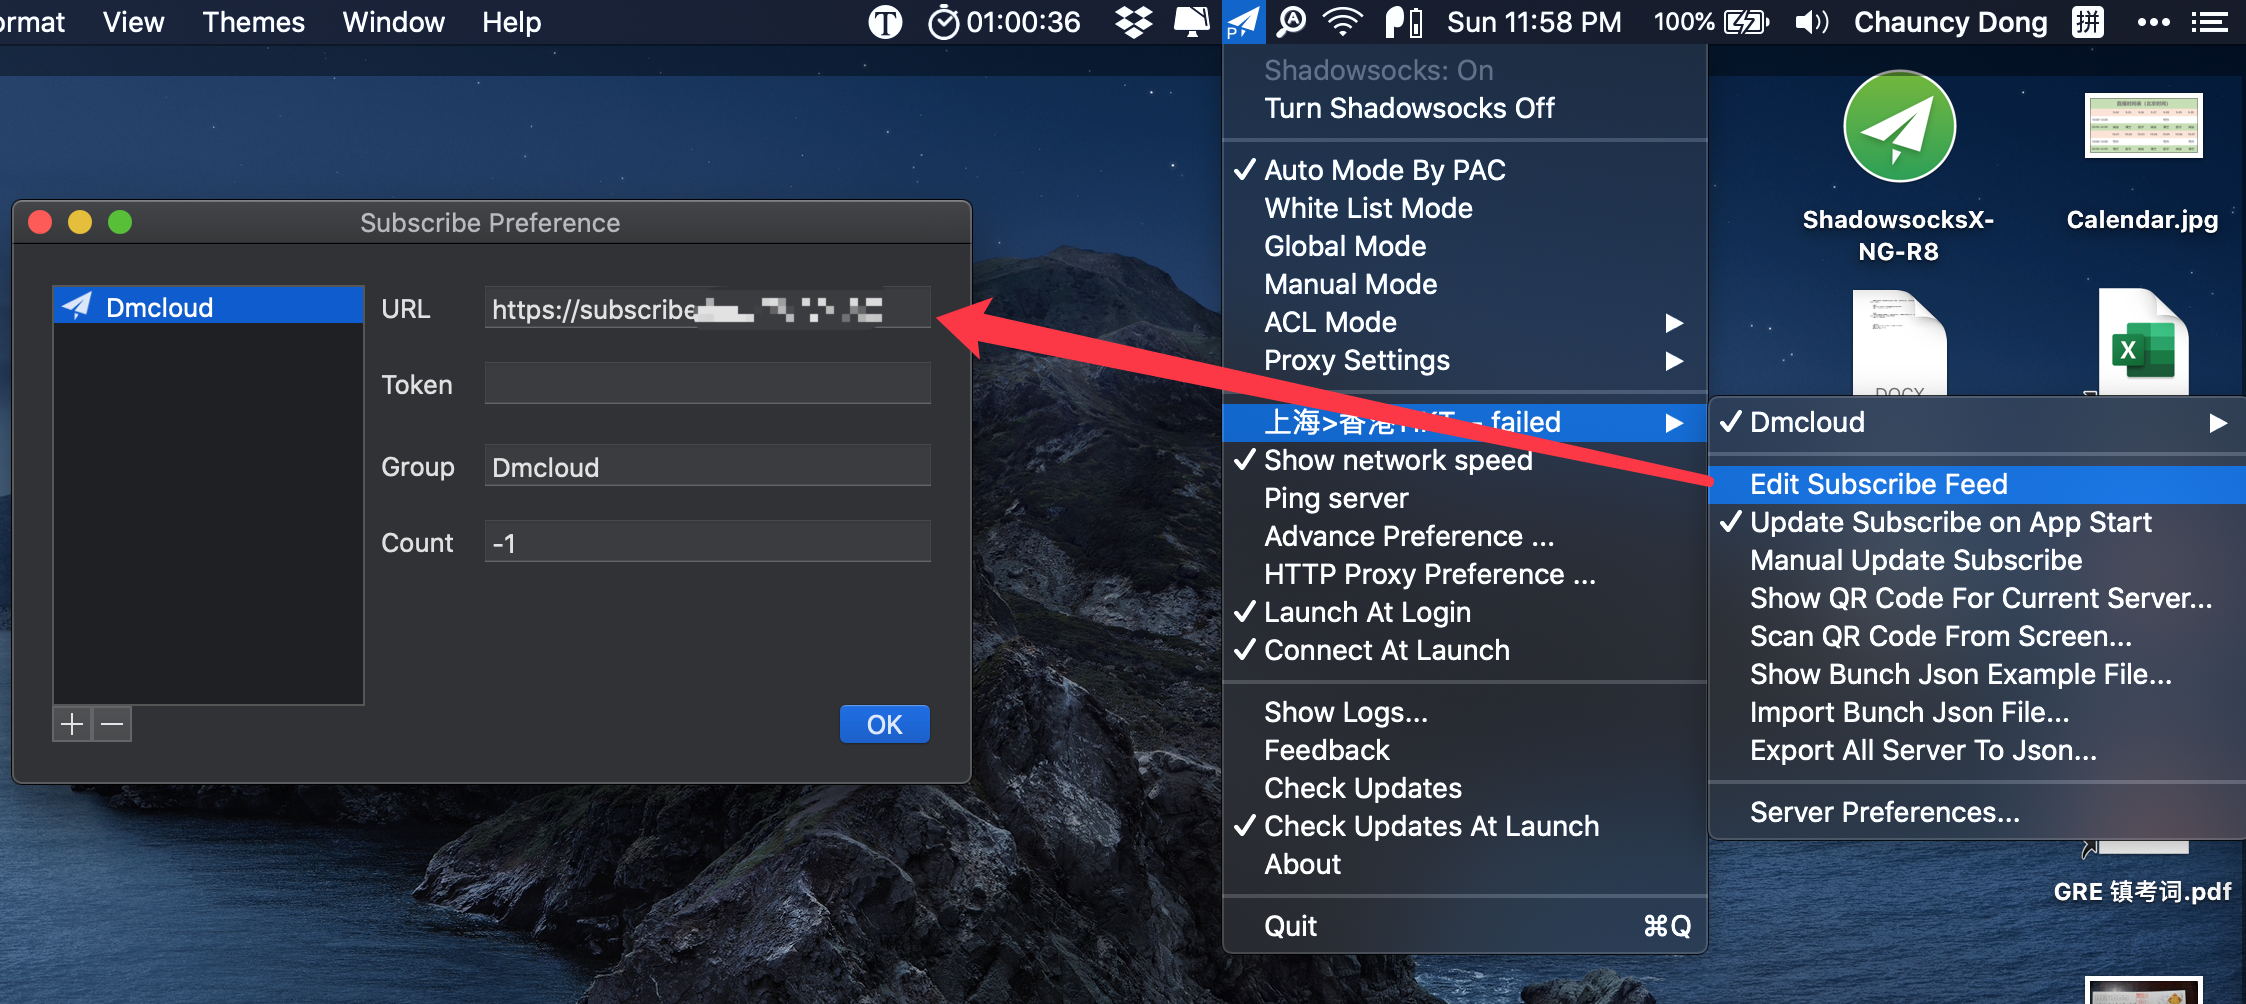 ormat View Themes Window Help 01:00:36 Sun 11:58 PM 100% Chauncy Dong 拼
Subscribe Preference
Dmcloud
URL https://subscribe
Token
Group Dmcloud
Count -1
OK
Shadowsocks: On
Turn Shadowsocks Off
Auto Mode By PAC
White List Mode
Global Mode
Manual Mode
ACL Mode
Proxy Settings
上海>香港 - failed
Show network speed
Ping server
Advance Preference ...
HTTP Proxy Preference ...
Launch At Login
Connect At Launch
Show Logs...
Feedback
Check Updates
Check Updates At Launch
About
Quit ⌘Q
Dmcloud
Edit Subscribe Feed
Update Subscribe on App Start
Manual Update Subscribe
Show QR Code For Current Server...
Scan QR Code From Screen...
Show Bunch Json Example File...
Import Bunch Json File...
Export All Server To Json...
Server Preferences...
ShadowsocksX-
NG-R8
Calendar.jpg
DOCX
X
GRE 镇考词.pdf